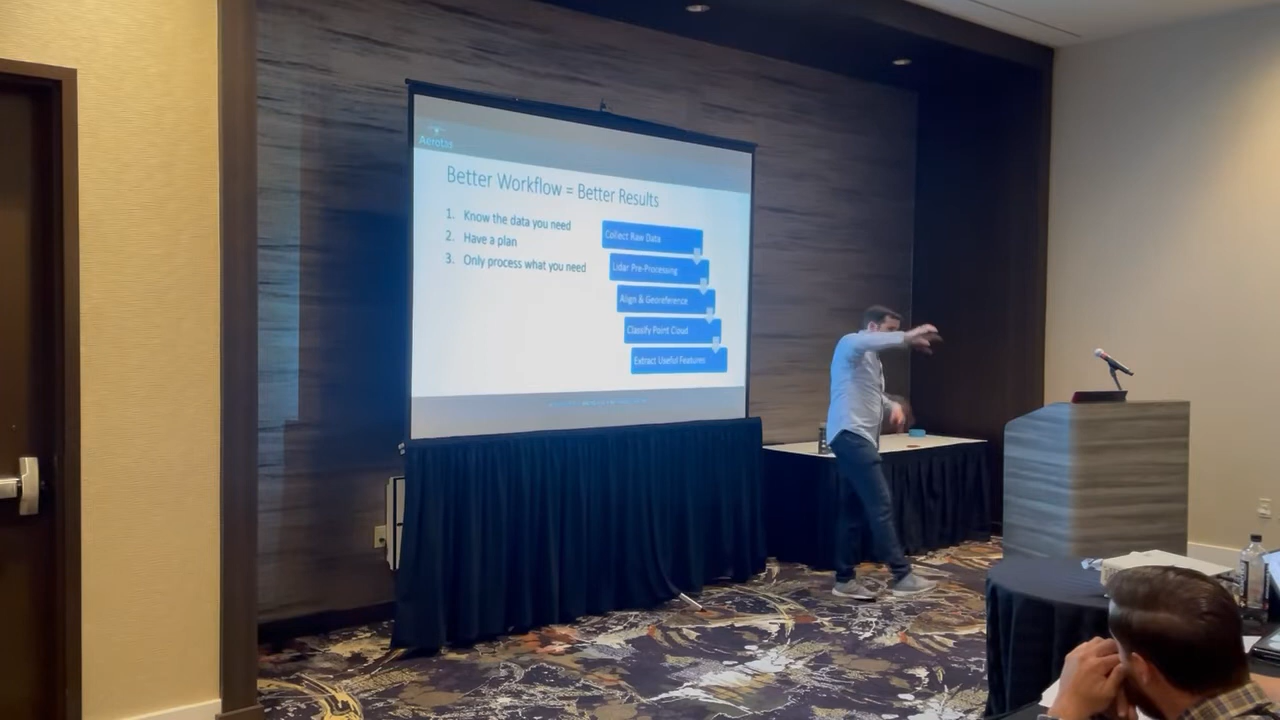 Aerotas
Better Workflow = Better Results
1. Know the data you need
2. Have a plan
3. Only process what you need
Collect Raw Data
Lidar Pre-Processing
Align & Georeference
Classify Point Cloud
Extract Useful Features